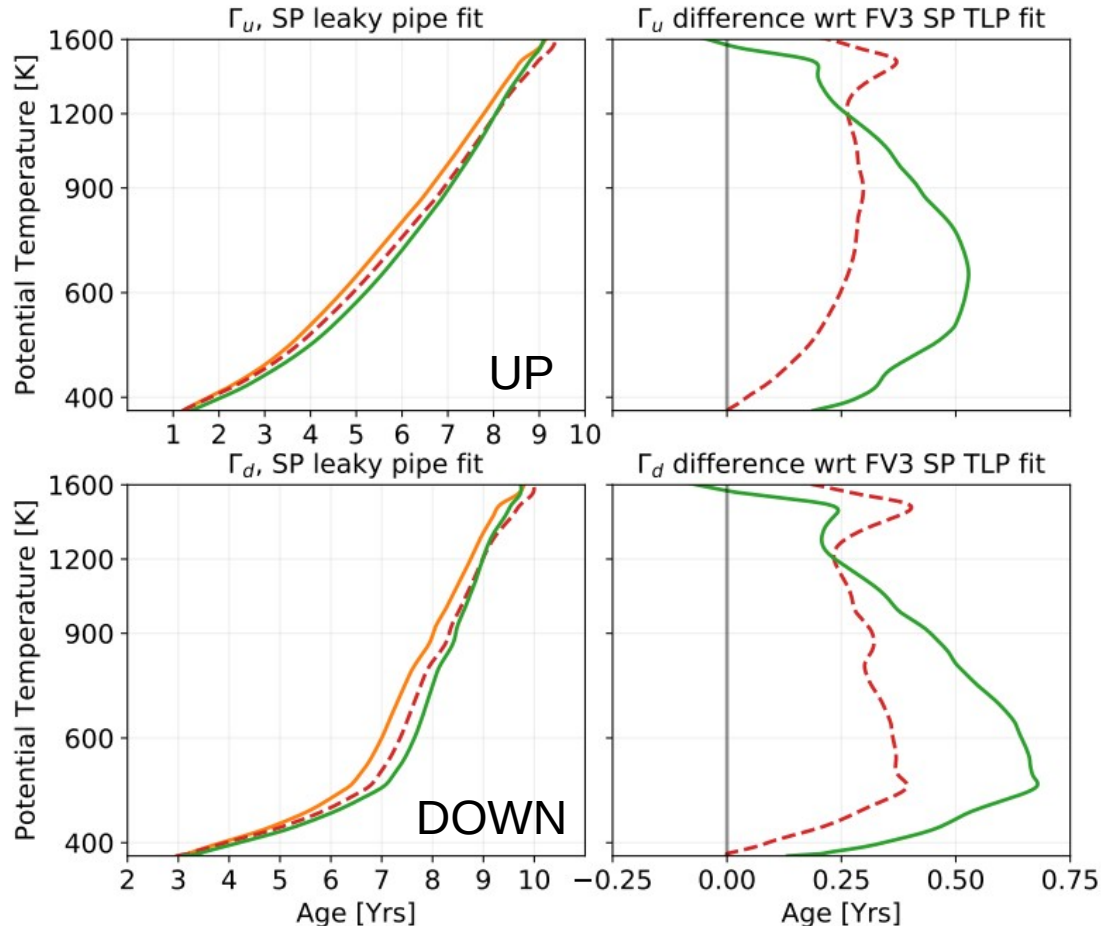 Γu, SP leaky pipe fit
Γu difference wrt FV3 SP TLP fit
Potential Temperature [K]
1600
1200
900
600
400
UP
1 2 3 4 5 6 7 8 9 10
Γd, SP leaky pipe fit
Γd difference wrt FV3 SP TLP fit
Potential Temperature [K]
1600
1200
900
600
400
DOWN
2 3 4 5 6 7 8 9 10
−0.25 0.00 0.25 0.50 0.75
Age [Yrs]
Age [Yrs]